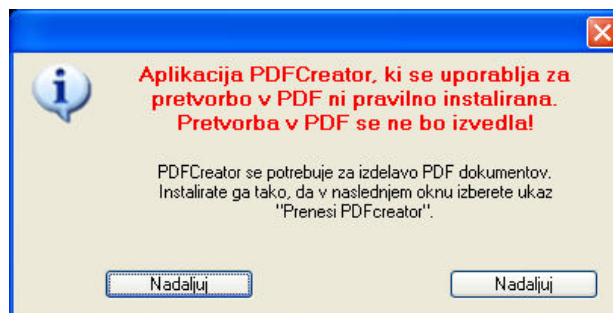 Aplikacija PDFCreator, ki se uporablja za
pretvorbo v PDF ni pravilno instalirana.
Pretvorba v PDF se ne bo izvedla!
PDFCreator se potrebuje za izdelavo PDF dokumentov.
Instalirate ga tako, da v naslednjem oknu izberete ukaz
"Prenesi PDFcreator".
Nadaljuj
Nadaljuj